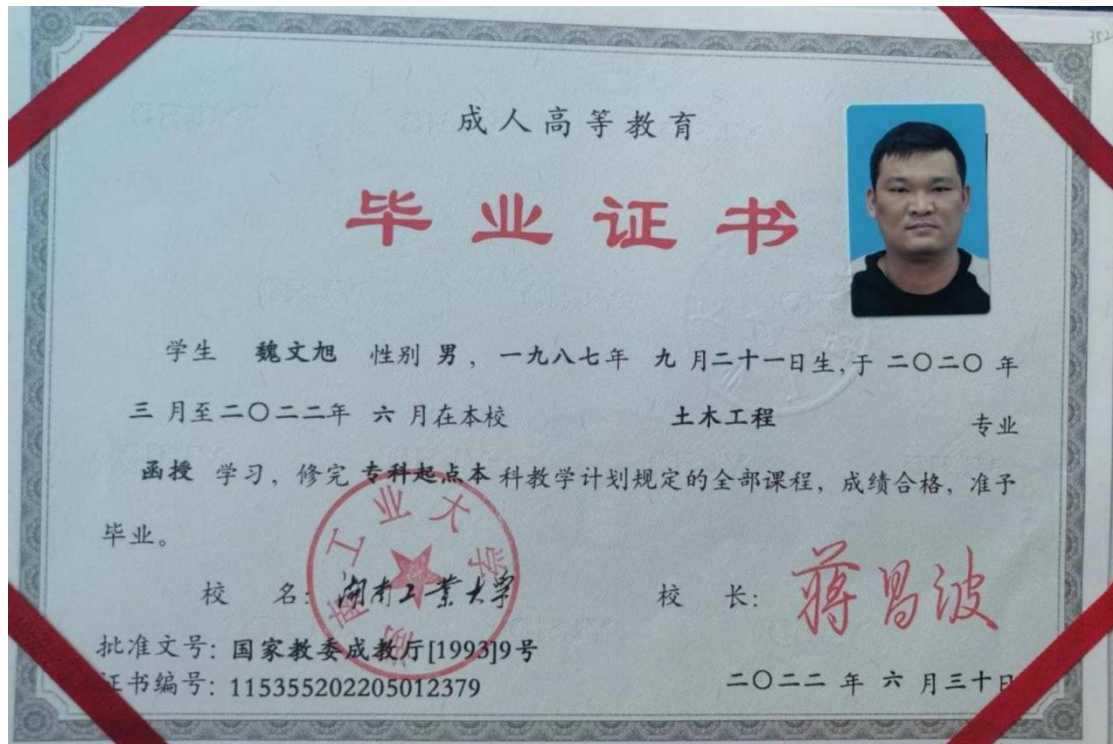 成人高等教育
毕业证书
学生 魏文旭 性别 男，一九八七年 九 月二十一日生，于 二〇二〇 年
三 月至二〇二二年 六 月在本校 土木工程 专业
函授 学习，修完 专科起点本 科教学计划规定的全部课程，成绩合格，准予
毕业。
校 名：湖南工業大学
湖南工业大学
校 长：蒋昌波
批准文号：国家教委成教厅[1993]9号
证书编号：115355202205012379
二〇二二 年 六 月三十日